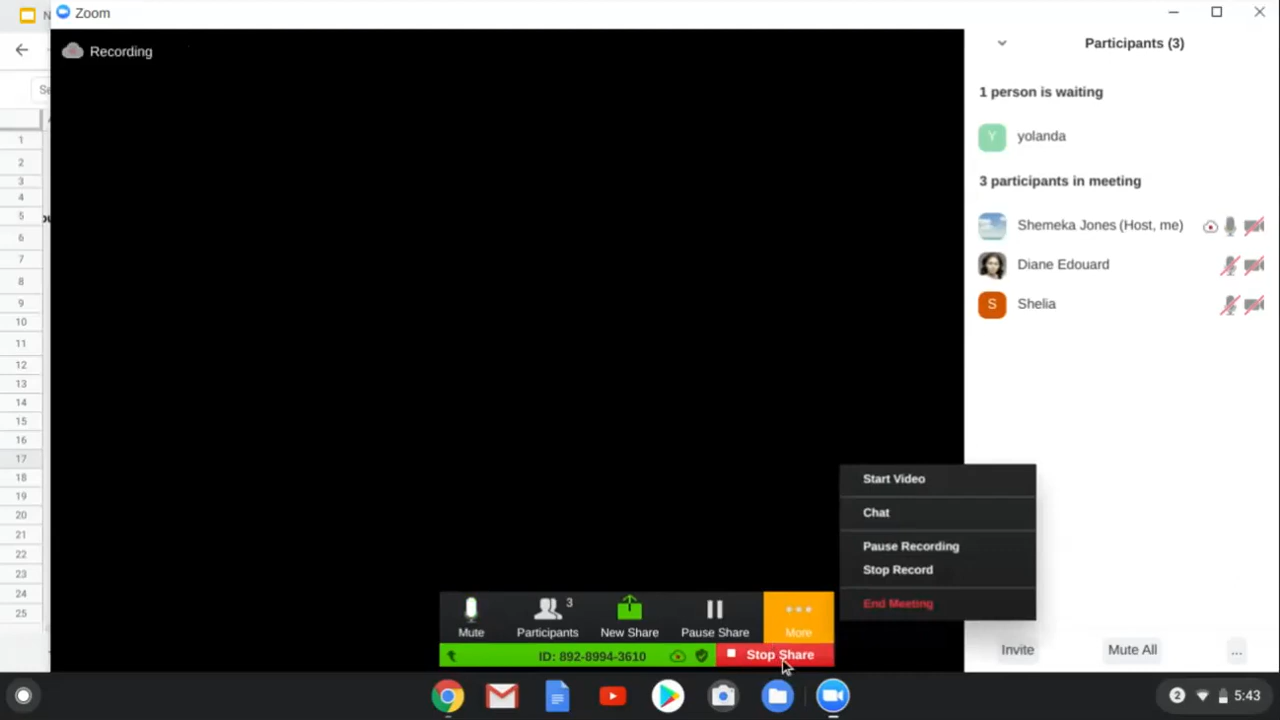 N
Zoom
Recording
Se
1
2
3
4
5
6
7
8
9
10
11
12
13
14
15
16
17
18
19
20
21
22
23
24
25
Participants (3)
1 person is waiting
Y yolanda
3 participants in meeting
Shemeka Jones (Host, me)
Diane Edouard
S Shelia
Start Video
Chat
Pause Recording
Stop Record
End Meeting
3
Mute Participants New Share Pause Share More
ID: 892-8994-3610 Stop Share
Invite Mute All ...
2 5:43